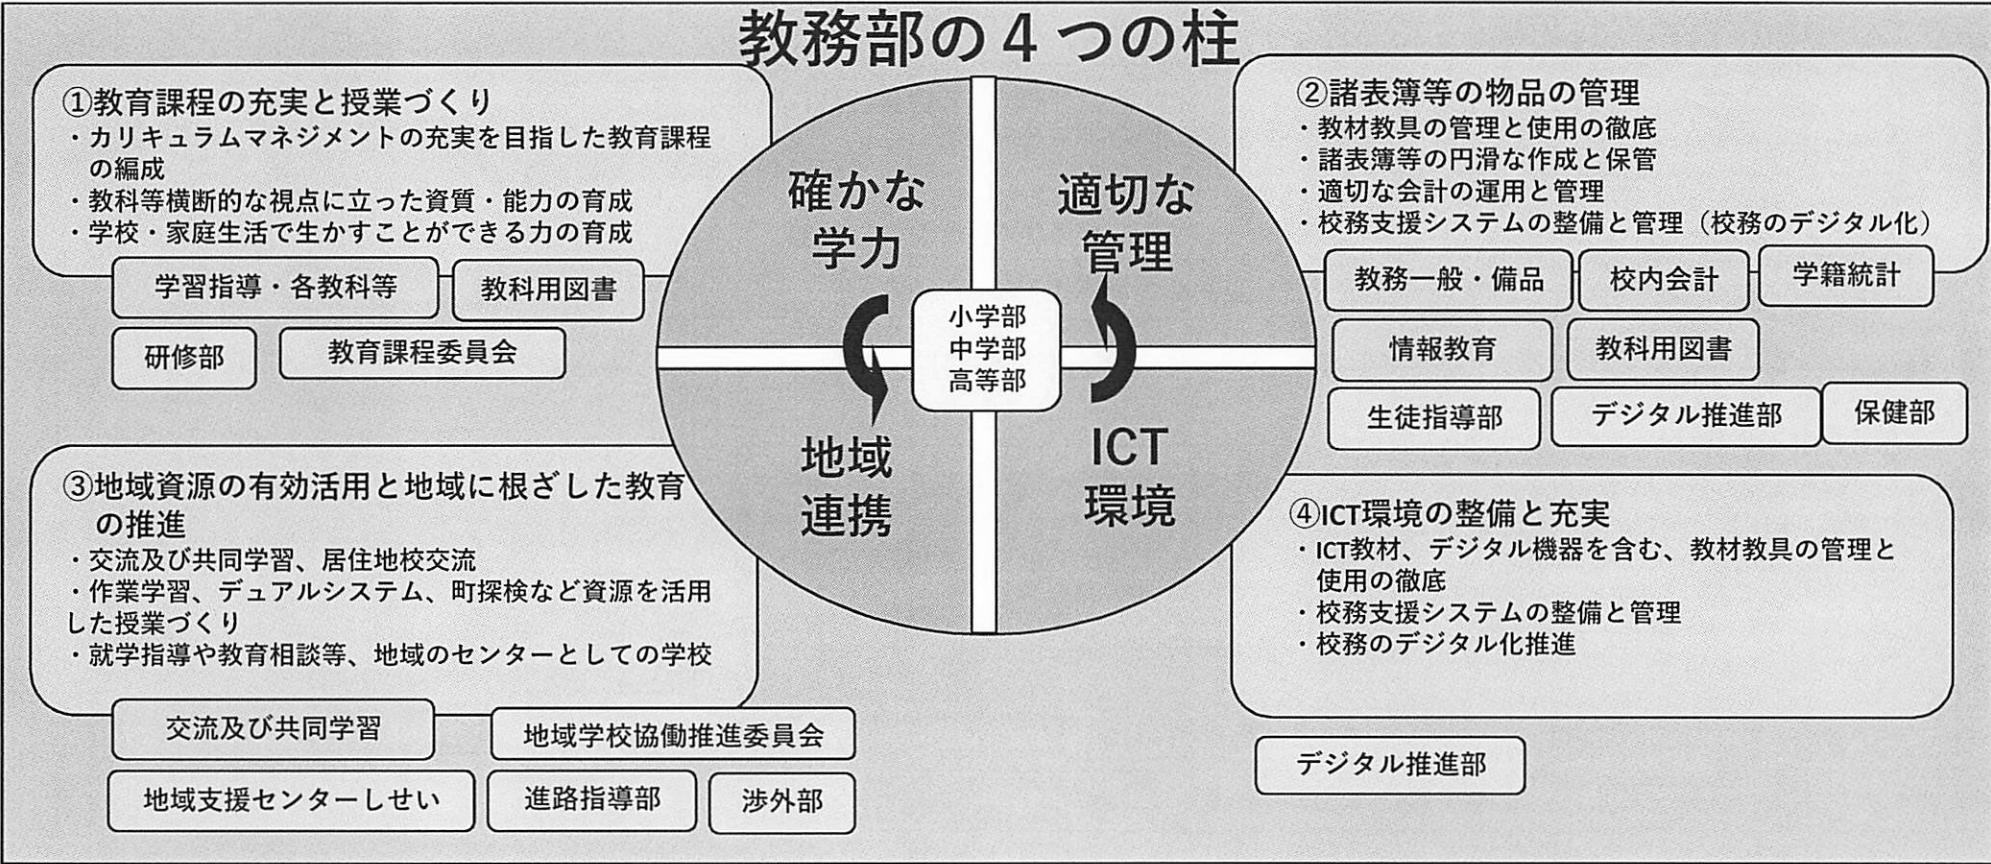 教務部の４つの柱
①教育課程の充実と授業づくり
・カリキュラムマネジメントの充実を目指した教育課程
の編成
・教科等横断的な視点に立った資質・能力の育成
・学校・家庭生活で生かすことができる力の育成
学習指導・各教科等
教科用図書
研修部
教育課程委員会
②諸表簿等の物品の管理
・教材教具の管理と使用の徹底
・諸表簿等の円滑な作成と保管
・適切な会計の運用と管理
・校務支援システムの整備と管理（校務のデジタル化）
教務一般・備品
校内会計
学籍統計
情報教育
教科用図書
生徒指導部
デジタル推進部
保健部
確かな
学力
適切な
管理
小学部
中学部
高等部
地域
連携
ICT
環境
③地域資源の有効活用と地域に根ざした教育
の推進
・交流及び共同学習、居住地校交流
・作業学習、デュアルシステム、町探検など資源を活用
した授業づくり
・就学指導や教育相談等、地域のセンターとしての学校
交流及び共同学習
地域学校協働推進委員会
地域支援センターしせい
進路指導部
渉外部
④ICT環境の整備と充実
・ICT教材、デジタル機器を含む、教材教具の管理と
使用の徹底
・校務支援システムの整備と管理
・校務のデジタル化推進
デジタル推進部